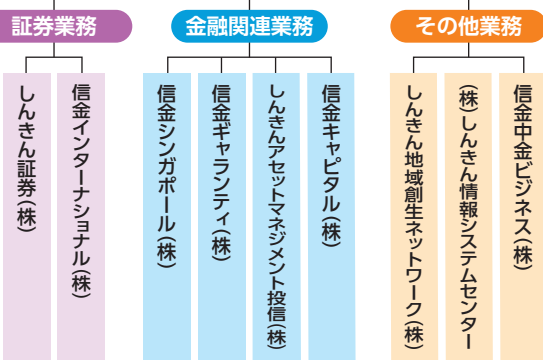 証券業務
しんきん証券(株)
信金インターナショナル(株)
金融関連業務
信金シンガポール(株)
信金ギャランティ(株)
しんきんアセットマネジメント投信(株)
信金キャピタル(株)
その他業務
しんきん地域創生ネットワーク(株)
(株)しんきん情報システムセンター
信金中金ビジネス(株)